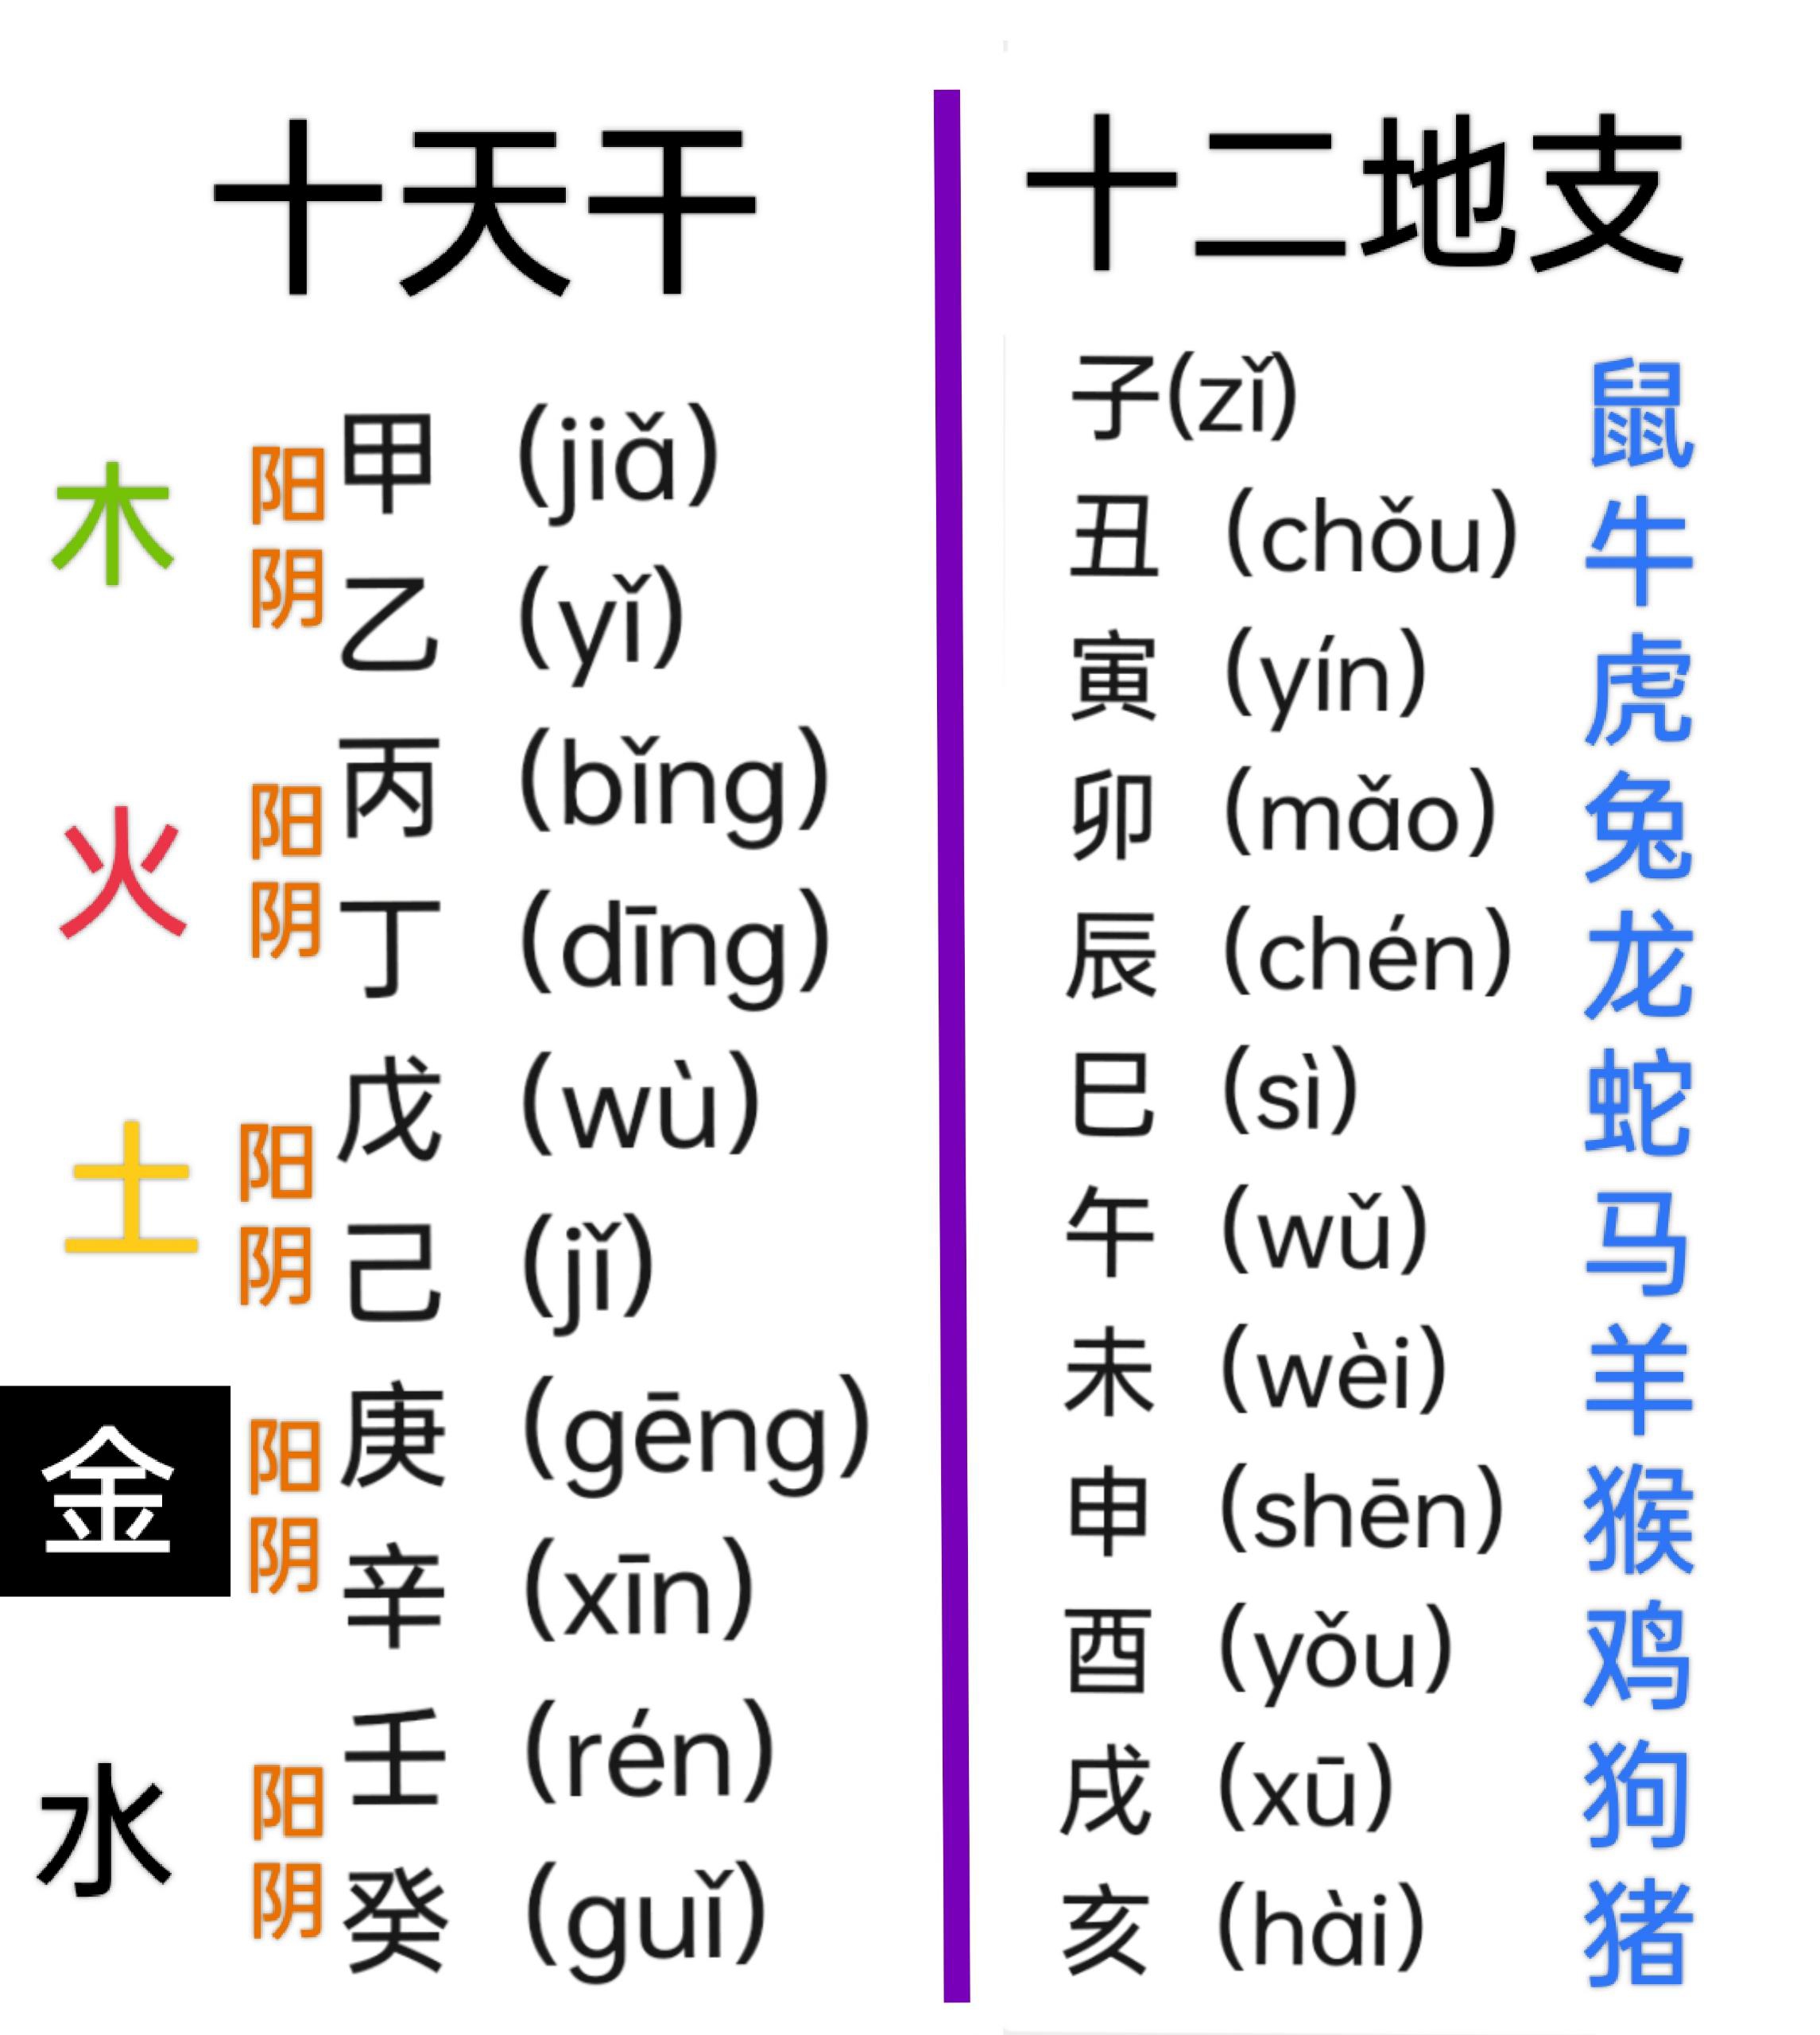 十天干
木
阳 甲 (jiǎ)
阴 乙 (yǐ)
火
阳 丙 (bǐng)
阴 丁 (dīng)
土
阳 戊 (wù)
阴 己 (jǐ)
金
阳 庚 (gēng)
阴 辛 (xīn)
水
阳 壬 (rén)
阴 癸 (guǐ)
十二地支
子(zǐ) 鼠
丑 (chǒu) 牛
寅 (yín) 虎
卯 (mǎo) 兔
辰 (chén) 龙
巳 (sì) 蛇
午 (wǔ) 马
未 (wèi) 羊
申 (shēn) 猴
酉 (yǒu) 鸡
戌 (xū) 狗
亥 (hài) 猪